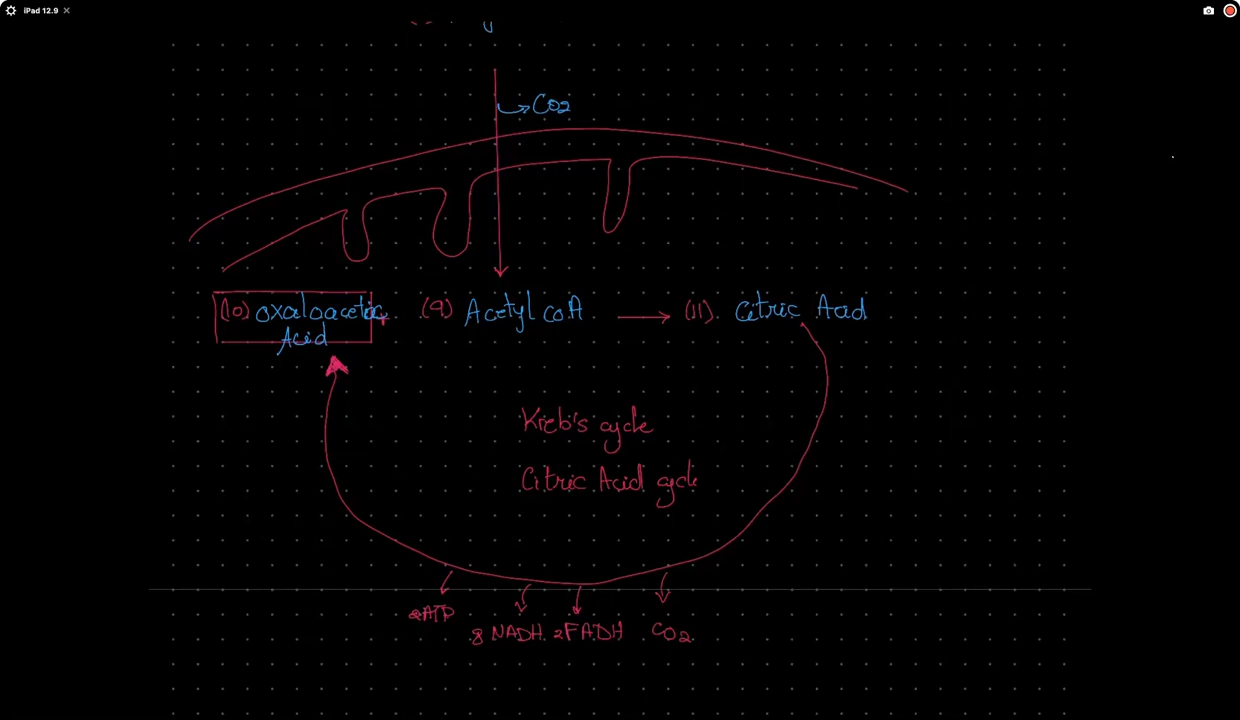 iPad 12.9
CO2
(10) oxaloacetic + (9) Acetyl coA → (11) Citric Acid
Acid
Kreb's cycle
Citric Acid cycle
2ATP
8 NADH 2FADH CO2